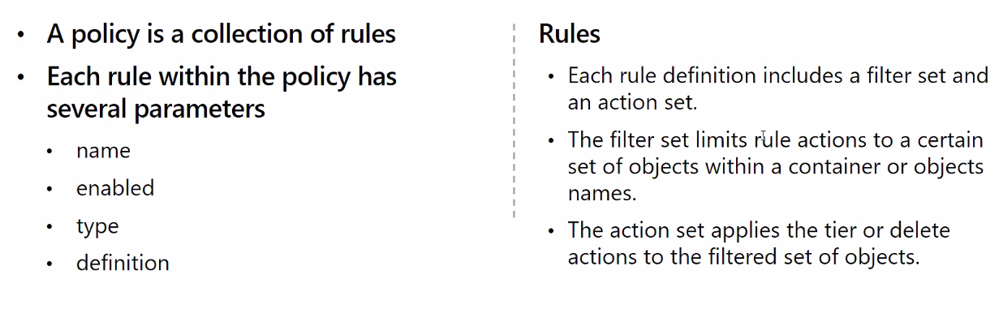 • A policy is a collection of rules
• Each rule within the policy has
several parameters
• name
• enabled
• type
• definition
Rules
• Each rule definition includes a filter set and
an action set.
• The filter set limits rule actions to a certain
set of objects within a container or objects
names.
• The action set applies the tier or delete
actions to the filtered set of objects.